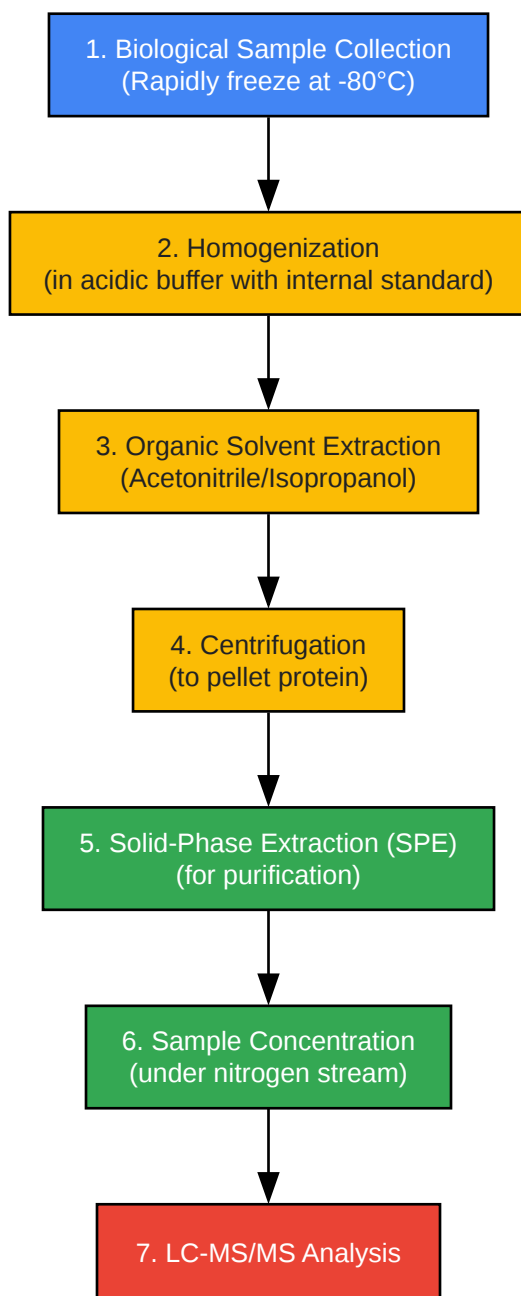 1. Biological Sample Collection
(Rapidly freeze at -80°C)
2. Homogenization
(in acidic buffer with internal standard)
3. Organic Solvent Extraction
(Acetonitrile/Isopropanol)
4. Centrifugation
(to pellet protein)
5. Solid-Phase Extraction (SPE)
(for purification)
6. Sample Concentration
(under nitrogen stream)
7. LC-MS/MS Analysis